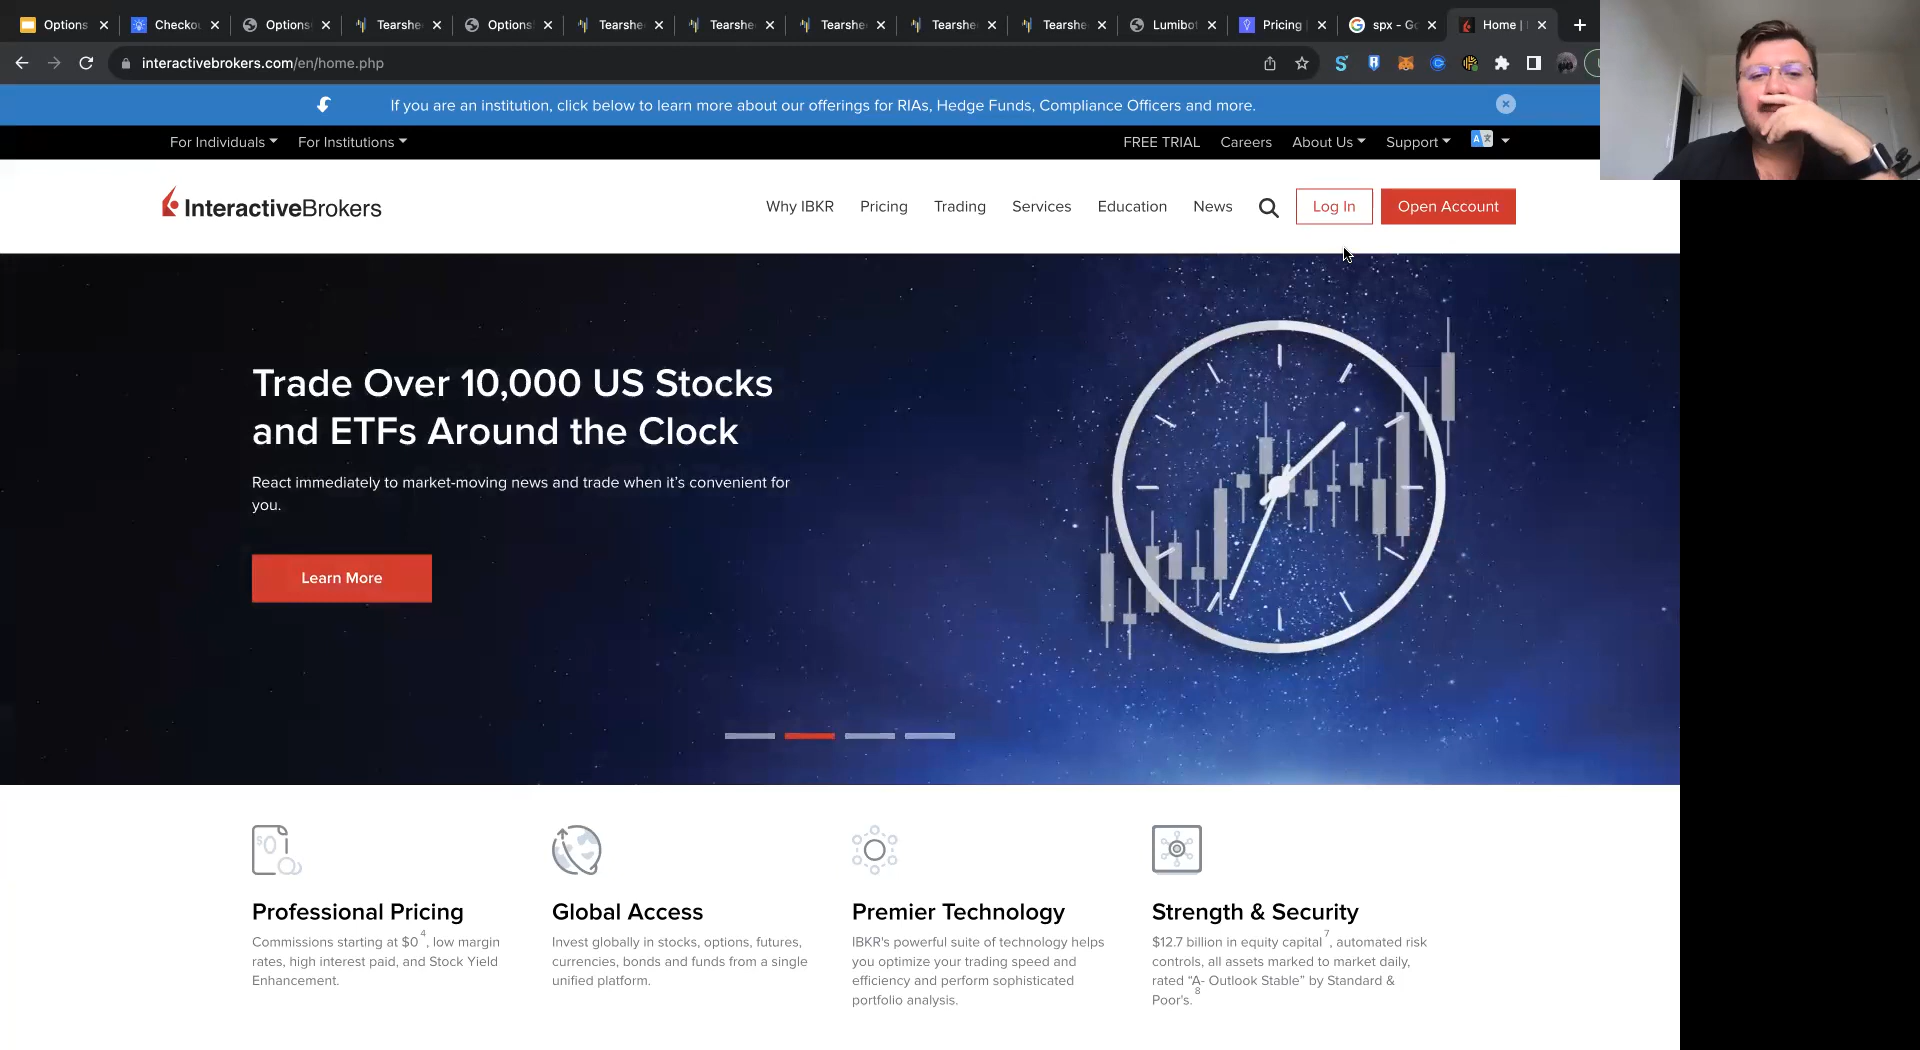 Options
Checkou
Options
Tearshe
Options
Tearshe
Tearshe
Tearshe
Tearshe
Tearshe
Lumibot
Pricing
spx - Go
Home |
interactivebrokers.com/en/home.php
If you are an institution, click below to learn more about our offerings for RIAs, Hedge Funds, Compliance Officers and more.
For Individuals
For Institutions
FREE TRIAL
Careers
About Us
Support
InteractiveBrokers
Why IBKR
Pricing
Trading
Services
Education
News
Log In
Open Account
Trade Over 10,000 US Stocks
and ETFs Around the Clock
React immediately to market-moving news and trade when it's convenient for
you.
Learn More
Professional Pricing
Commissions starting at $0⁴, low margin
rates, high interest paid, and Stock Yield
Enhancement.
Global Access
Invest globally in stocks, options, futures,
currencies, bonds and funds from a single
unified platform.
Premier Technology
IBKR's powerful suite of technology helps
you optimize your trading speed and
efficiency and perform sophisticated
portfolio analysis.
Strength & Security
$12.7 billion in equity capital⁷, automated risk
controls, all assets marked to market daily,
rated “A- Outlook Stable” by Standard &
Poor's.⁸